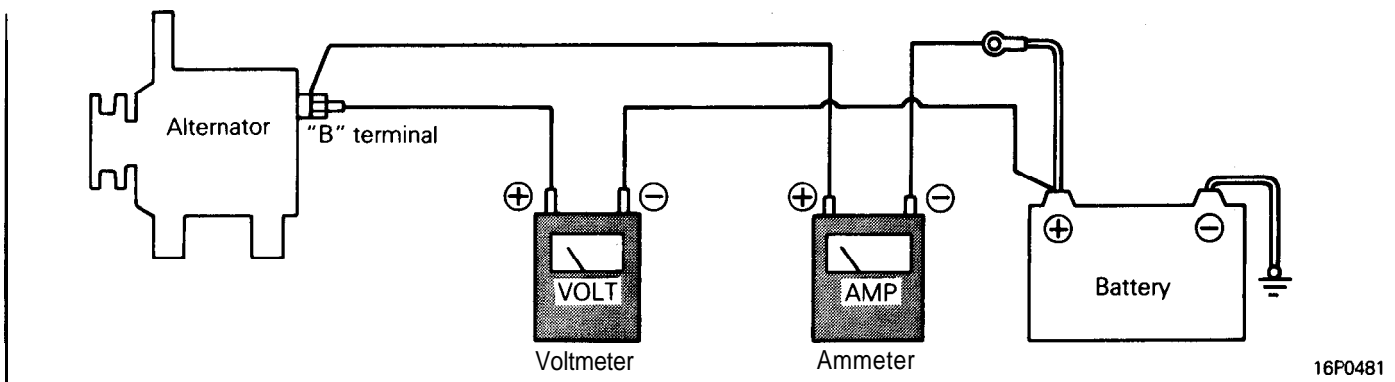 Alternator
"B" terminal
⊕
⊖
⊕
⊖
⊕
⊖
VOLT
AMP
Battery
Voltmeter
Ammeter
16P0481